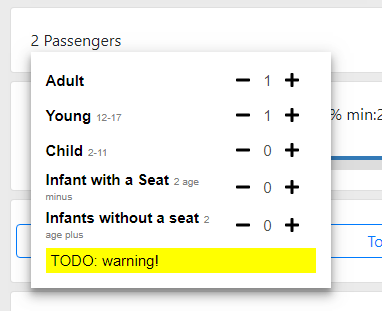 2 Passengers
Adult − 1 +
Young 12-17 − 1 +
% min:2
Child 2-11 − 0 +
Infant with a Seat 2 age
minus − 0 +
Infants without a seat 2
age plus − 0 +
To
TODO: warning!